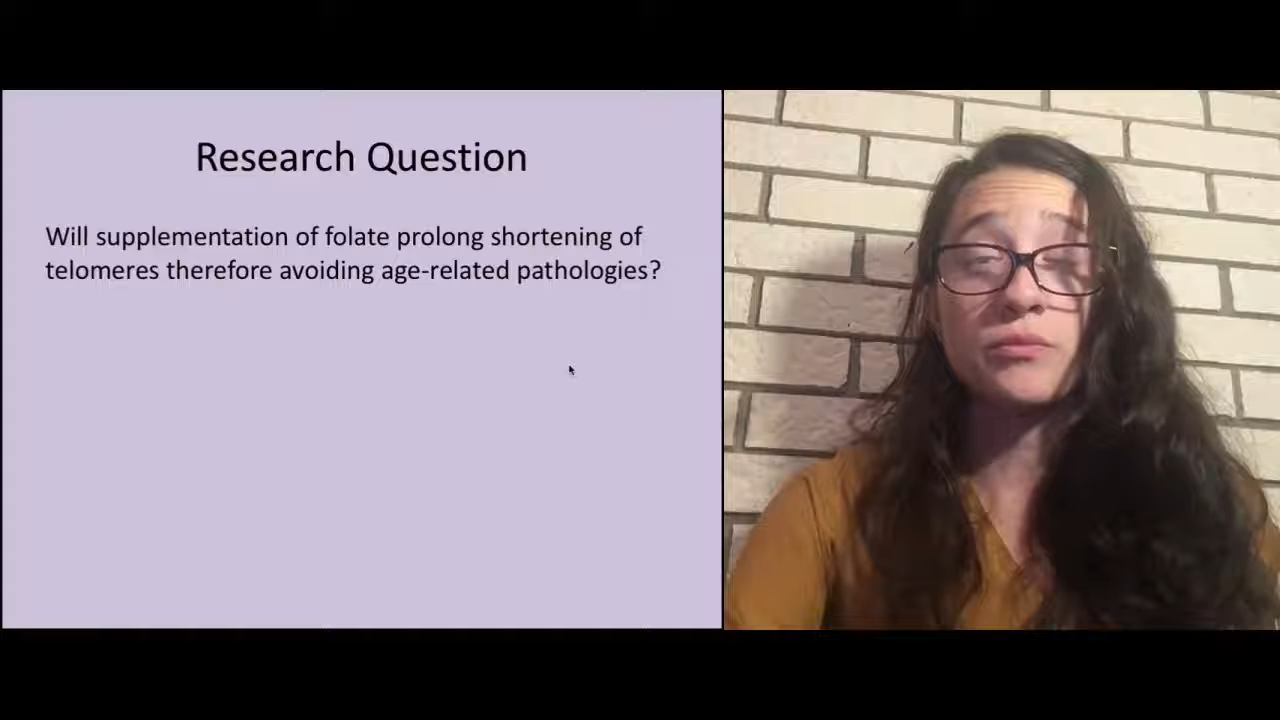 Research Question
Will supplementation of folate prolong shortening of
telomeres therefore avoiding age-related pathologies?